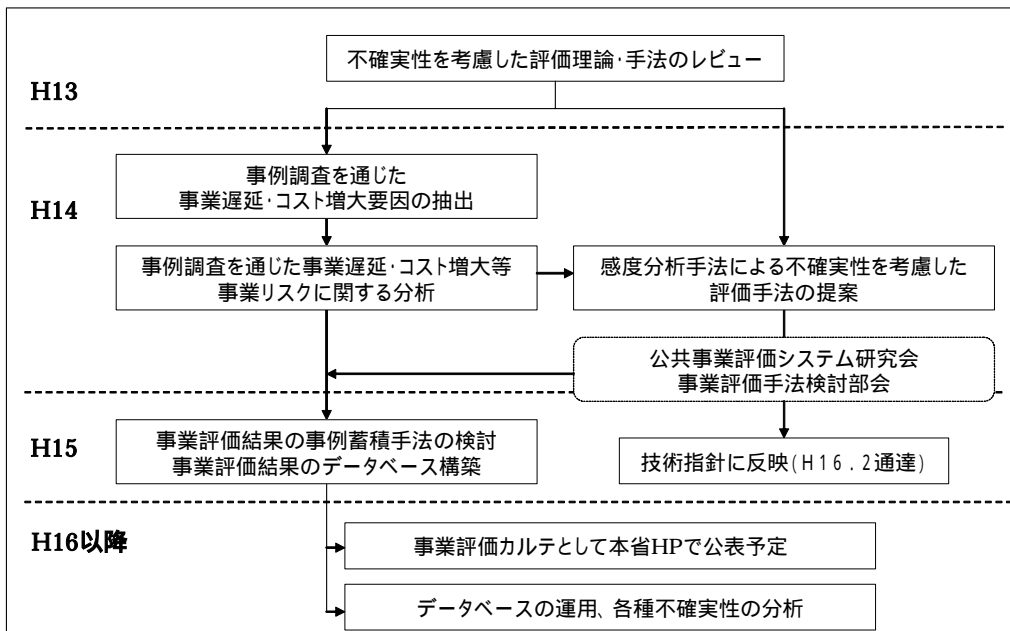 不確実性を考慮した評価理論・手法のレビュー
H13
事例調査を通じた
事業遅延・コスト増大要因の抽出
H14
事例調査を通じた事業遅延・コスト増大等
事業リスクに関する分析
感度分析手法による不確実性を考慮した
評価手法の提案
公共事業評価システム研究会
事業評価手法検討部会
H15
事業評価結果の事例蓄積手法の検討
事業評価結果のデータベース構築
技術指針に反映(H16.2通達)
H16以降
事業評価カルテとして本省HPで公表予定
データベースの運用、各種不確実性の分析